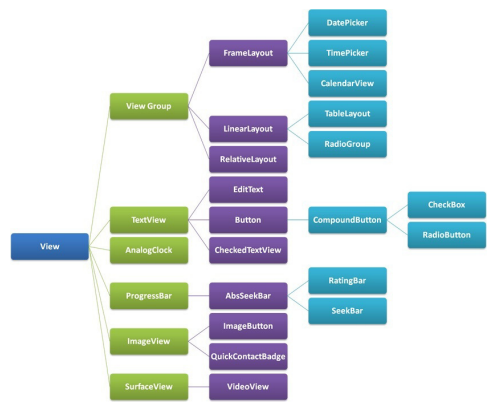 DatePicker
FrameLayout
TimePicker
CalendarView
View Group
TableLayout
LinearLayout
RadioGroup
RelativeLayout
EditText
CheckBox
TextView
Button
CompoundButton
RadioButton
View
AnalogClock
CheckedTextView
RatingBar
ProgressBar
AbsSeekBar
SeekBar
ImageButton
ImageView
QuickContactBadge
SurfaceView
VideoView